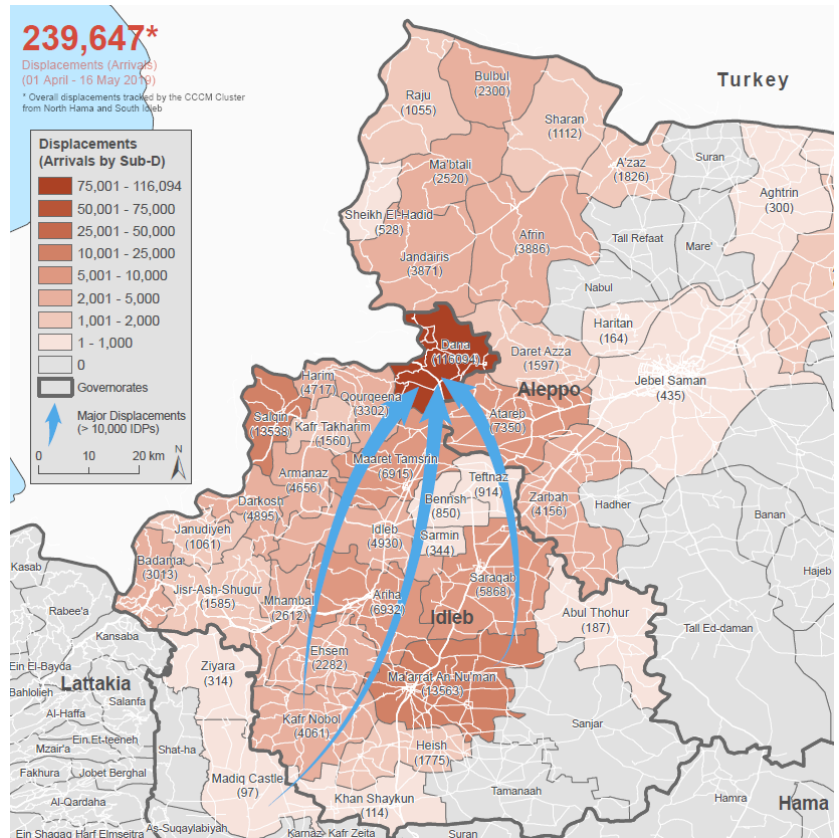 239,647*
Displacements (Arrivals)
(01 April - 16 May 2019)
* Overall displacements tracked by the CCCM Cluster
from North Hama and South Idleb
Displacements
(Arrivals by Sub-D)
75,001 - 116,094
50,001 - 75,000
25,001 - 50,000
10,001 - 25,000
5,001 - 10,000
2,001 - 5,000
1,001 - 2,000
1 - 1,000
0
Governorates
Major Displacements
(> 10,000 IDPs)
N
0 10 20 km
Turkey
Bulbul
(2300)
Raju
(1055)
Sharan
(1112)
Ma'btali
(2520)
A'zaz
(1826)
Suran
Aghtrin
(300)
Sheikh El-Hadid
(528)
Afrin
(3886)
Tall Refaat
Mare'
Jandairis
(3871)
Nabul
Haritan
(164)
Dana
(116094)
Daret Azza
(1597)
Jebel Saman
(435)
Aleppo
Harim
(4717)
Qourqeena
(3302)
Salqin
(13538)
Kafr Takharim
(1560)
Atareb
(7350)
Maaret Tamsrin
(6915)
Armanaz
(4656)
Teftnaz
(914)
Bennsh
(850)
Zarbah
(4156)
Hadher
Banan
Darkosh
(4895)
Janudiyeh
(1061)
Idleb
(4930)
Sarmin
(344)
Badama
(3013)
Hajeb
Kasab
Jisr-Ash-Shugur
(1585)
Mhambal
(2612)
Ariha
(6932)
Saraqab
(5868)
Abul Thohur
(187)
Rabee'a
Idleb
Tall Ed-daman
Kansaba
Ein El-Bayda
Ziyara
(314)
Ehsem
(2282)
Ma'arrat An-Nu'man
(13563)
Lattakia
Bahlolieh
Salanfa
Al-Haffa
Kafr Nobol
(4061)
Sanjar
Ein Et-teeneh
Mzair'a
Shat-ha
Heish
(1775)
Fakhura
Jobet Berghal
Madiq Castle
(97)
Tamanaah
Khan Shaykun
(114)
Hamra
Hama
Al-Qardaha
As-Suqaylabiyah
Karnaz
Kafr Zeita
Suran
Ein Shaqaq
Harf Elmseitra